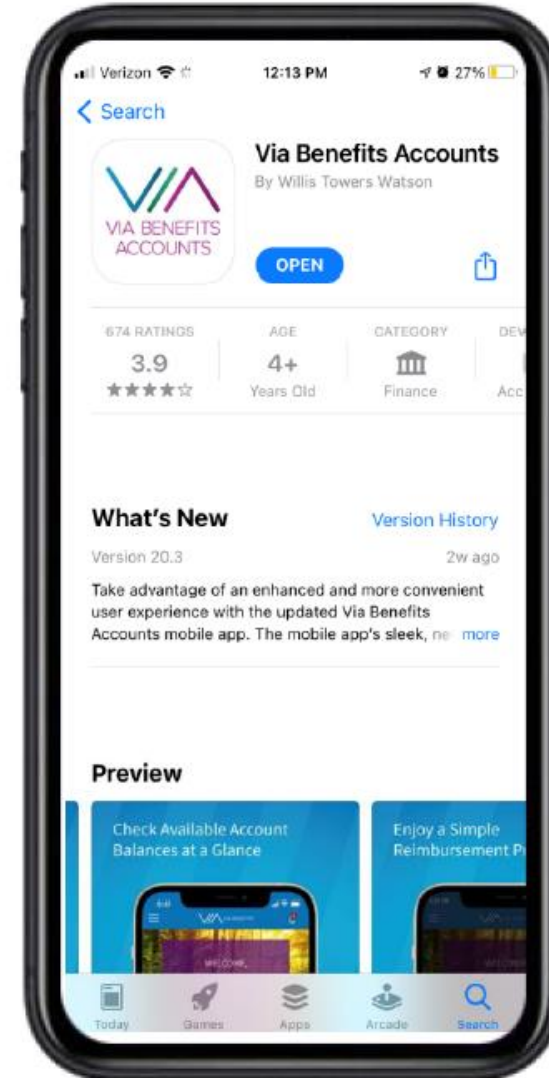 Verizon 12:13 PM 27%
Search
VIA BENEFITS
ACCOUNTS
Via Benefits Accounts
By Willis Towers Watson
OPEN
674 RATINGS AGE CATEGORY DEV
3.9 4+ Finance Acc
Years Old
What's New Version History
Version 20.3 2w ago
Take advantage of an enhanced and more convenient
user experience with the updated Via Benefits
Accounts mobile app. The mobile app's sleek, more
Preview
Check Available Account
Balances at a Glance
Enjoy a Simple
Reimbursement
WELCOME,
Today Games Apps Arcade Search